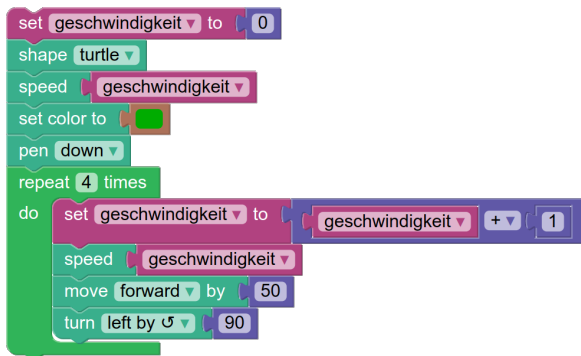 set geschwindigkeit to 0
shape turtle
speed geschwindigkeit
set color to
pen down
repeat 4 times
do set geschwindigkeit to geschwindigkeit + 1
speed geschwindigkeit
move forward by 50
turn left by ↺ 90